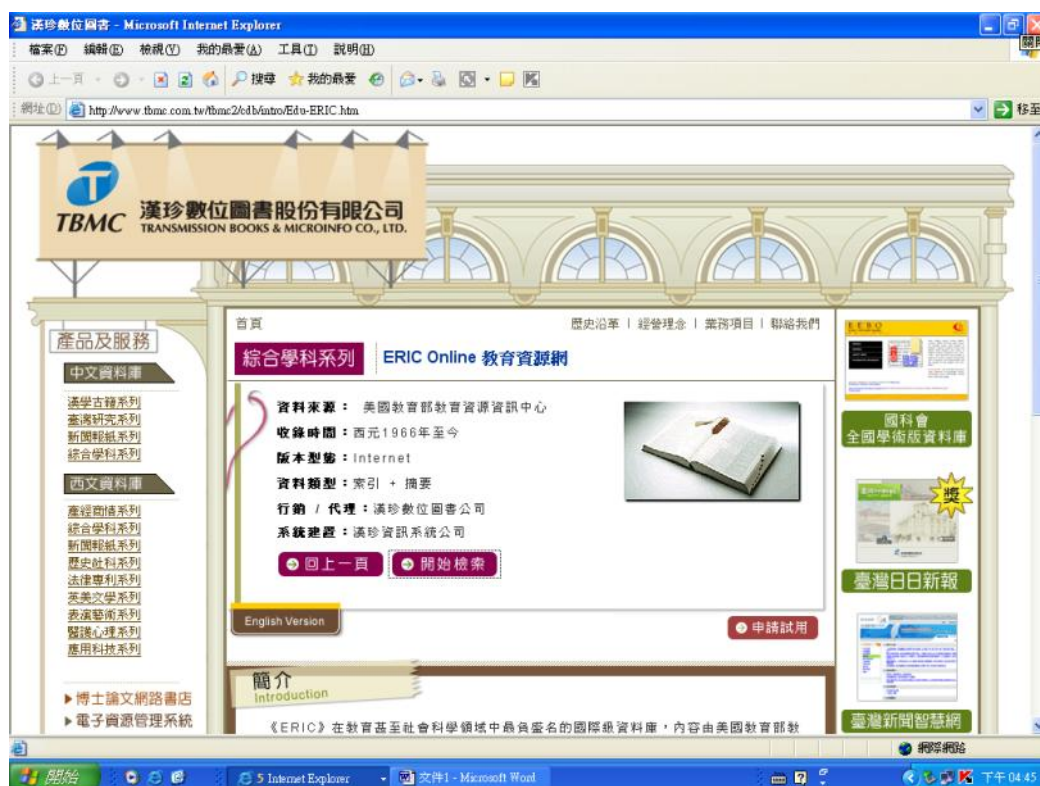 漢珍數位圖書 - Microsoft Internet Explorer
檔案(F) 編輯(E) 檢視(V) 我的最愛(A) 工具(T) 說明(H)
上一頁 搜尋 我的最愛
網址(D) http://www.tbmc.com.tw/tbmc2/cdb/intro/Edu-ERIC.htm 移至
TBMC 漢珍數位圖書股份有限公司
TRANSMISSION BOOKS & MICROINFO CO., LTD.
產品及服務
中文資料庫
漢學古籍系列
臺灣研究系列
新聞報紙系列
綜合學科系列
西文資料庫
產經商情系列
綜合學科系列
新聞報紙系列
歷史社科系列
法律專利系列
英美文學系列
表演藝術系列
醫護心理系列
應用科技系列
博士論文網路書店
電子資源管理系統
首頁 歷史沿革 | 經營理念 | 業務項目 | 聯絡我們
綜合學科系列 ERIC Online 教育資源網
資料來源: 美國教育部教育資源資訊中心
收錄時間:西元1966年至今
版本型態:Internet
資料類型:索引 + 摘要
行銷 / 代理:漢珍數位圖書公司
系統建置:漢珍資訊系統公司
回上一頁 開始檢索
English Version
申請試用
簡介
Introduction
《ERIC》在教育甚至社會科學領域中最負盛名的國際級資料庫,內容由美國教育部教
EEBO
國科會
全國學術版資料庫
獎
臺灣日日新報
臺灣新聞智慧網
網際網路
開始 5 Internet Explorer 文件1 - Microsoft Word 下午 04:45